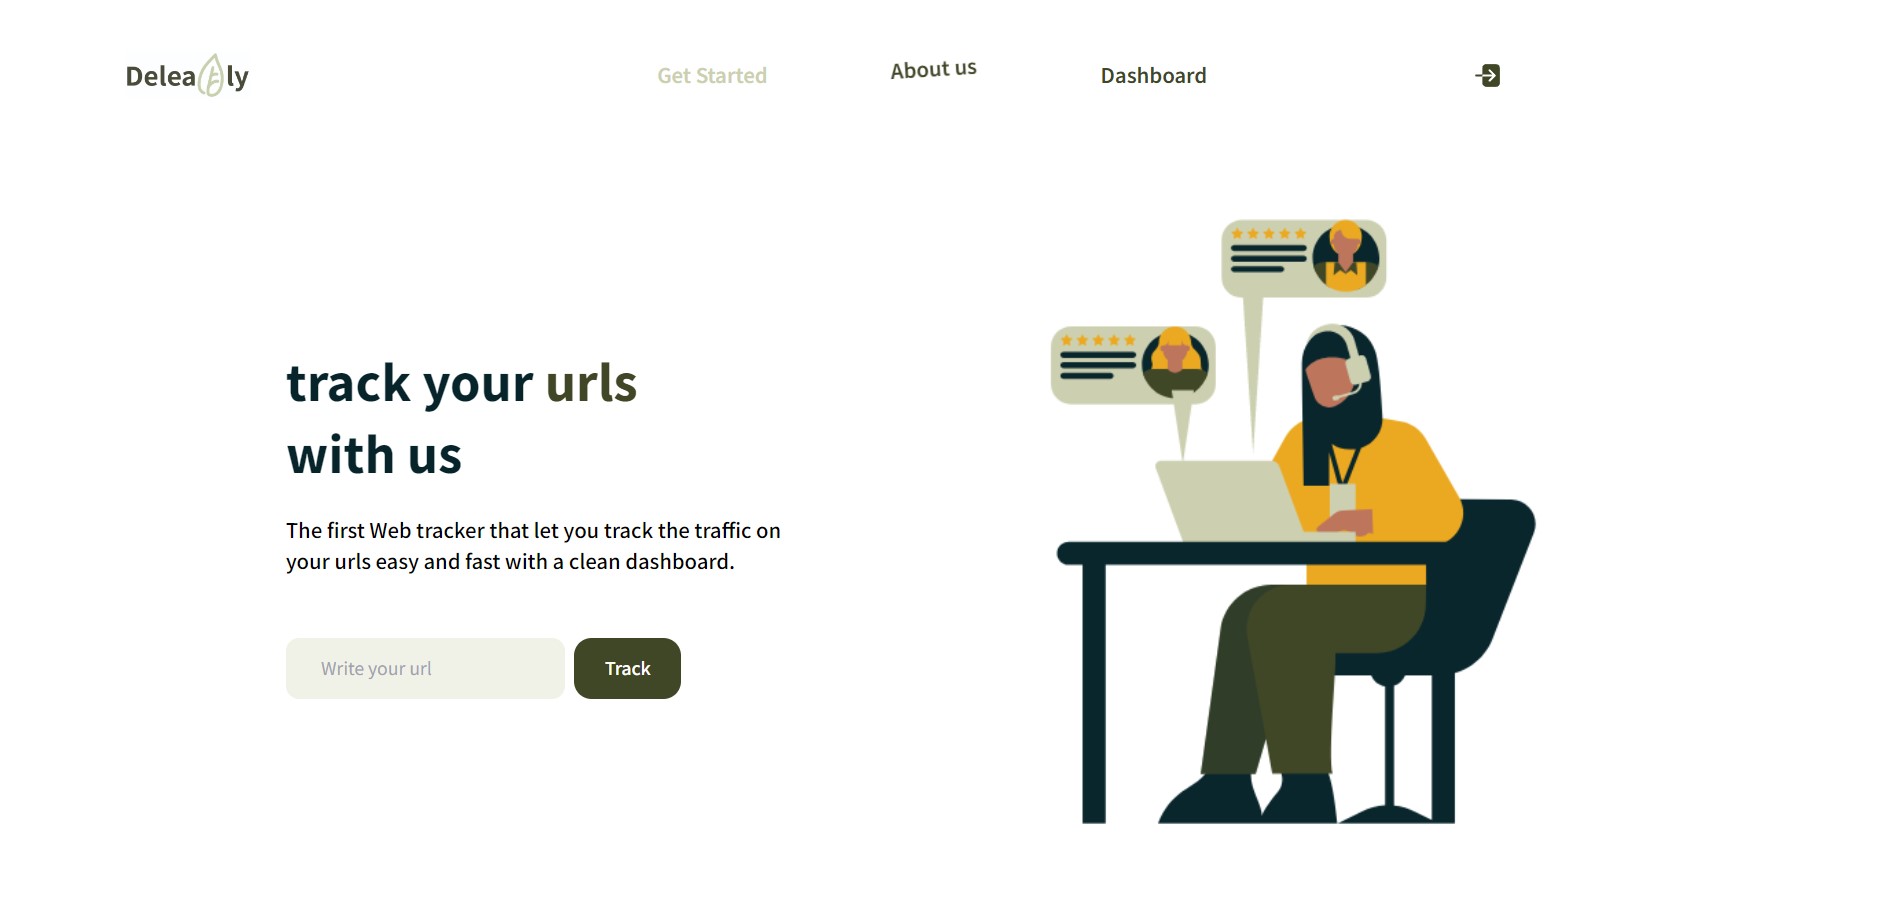 Delea ly
Get Started
About us
Dashboard
track your urls
with us
The first Web tracker that let you track the traffic on
your urls easy and fast with a clean dashboard.
Write your url
Track